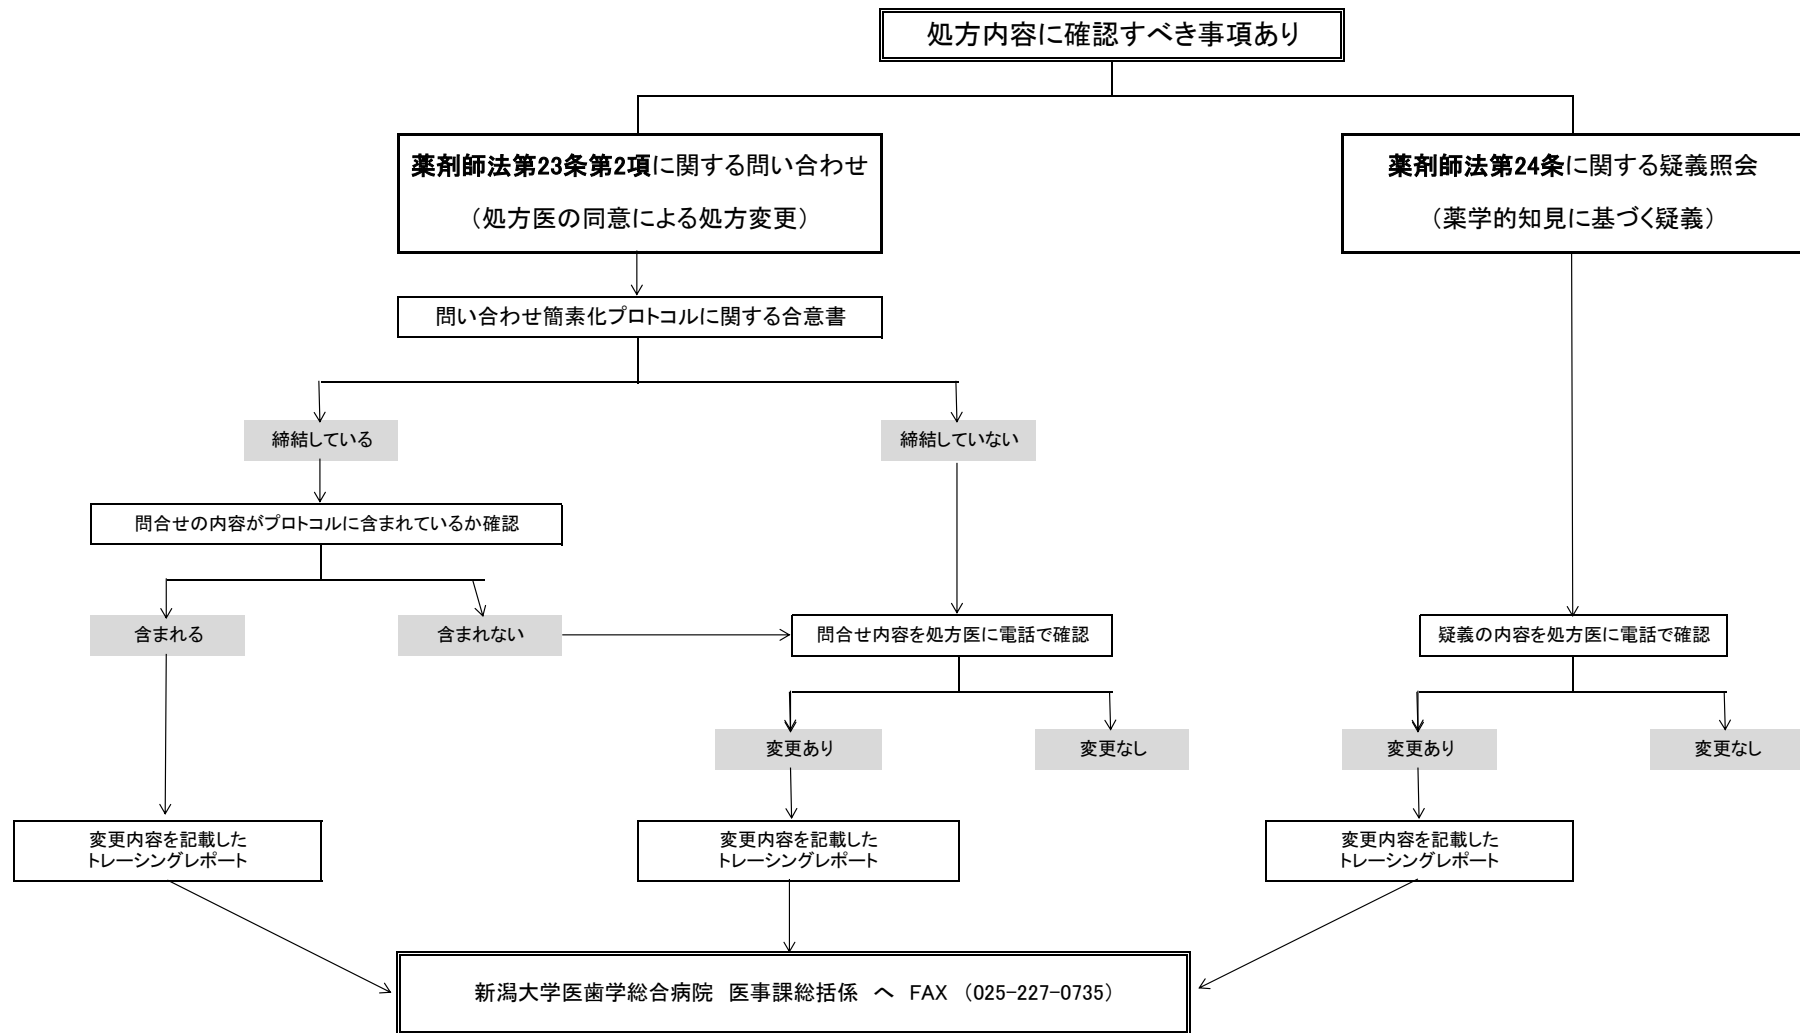 処方内容に確認すべき事項あり
薬剤師法第23条第2項に関する問い合わせ
（処方医の同意による処方変更）
薬剤師法第24条に関する疑義照会
（薬学的知見に基づく疑義）
問い合わせ簡素化プロトコルに関する合意書
締結している
締結していない
問合せの内容がプロトコルに含まれているか確認
含まれる
含まれない
問合せ内容を処方医に電話で確認
疑義の内容を処方医に電話で確認
変更あり
変更なし
変更あり
変更なし
変更内容を記載した
トレーシングレポート
変更内容を記載した
トレーシングレポート
変更内容を記載した
トレーシングレポート
新潟大学医歯学総合病院　医事課総括係　へ　FAX　（025-227-0735）